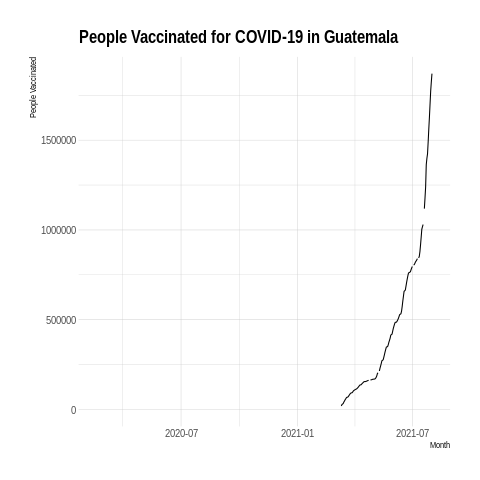 People Vaccinated for COVID-19 in Guatemala
People Vaccinated
1500000
1000000
500000
0
2020-07
2021-01
2021-07
Month